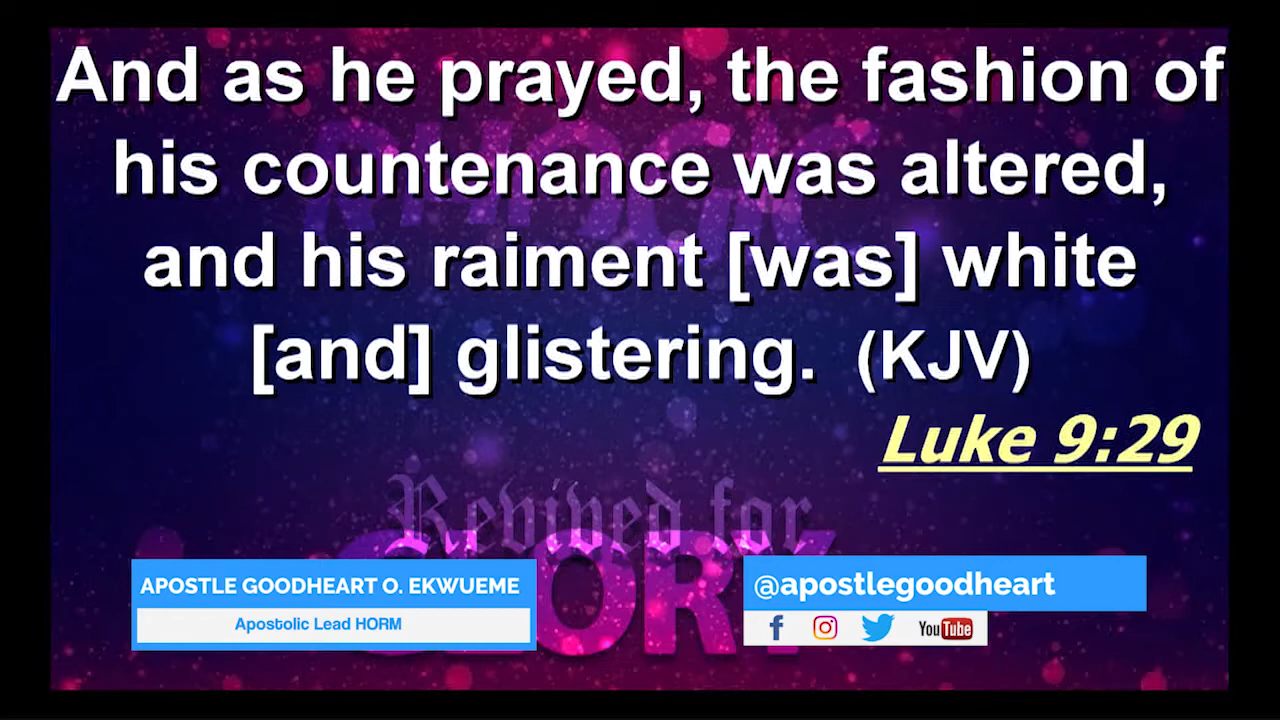 And as he prayed, the fashion of
his countenance was altered,
and his raiment [was] white
[and] glistering. (KJV)
Luke 9:29
Revived for
GLORY
APOSTLE GOODHEART O. EKWUEME
Apostolic Lead HORM
@apostlegoodheart
YouTube